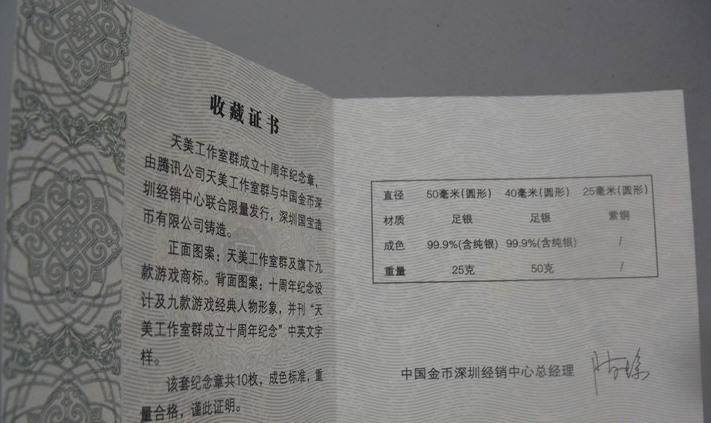 收藏证书
天美工作室群成立十周年纪念章、
由腾讯公司天美工作室群与中国金币深
圳经销中心联合限量发行，深圳国宝造
币有限公司铸造。
正面图案：天美工作室群及旗下九
款游戏商标。背面图案：十周年纪念设
计及九款游戏经典人物形象，并刊“天
美工作室群成立十周年纪念”中英文字
样。
该套纪念章共10枚，成色标准，重
量合格，谨此证明。
直径 50毫米(圆形) 40毫米(圆形) 25毫米(圆形)
材质 足银 足银 紫铜
成色 99.9%(含纯银) 99.9%(含纯银) /
重量 25克 50克 /
中国金币深圳经销中心总经理